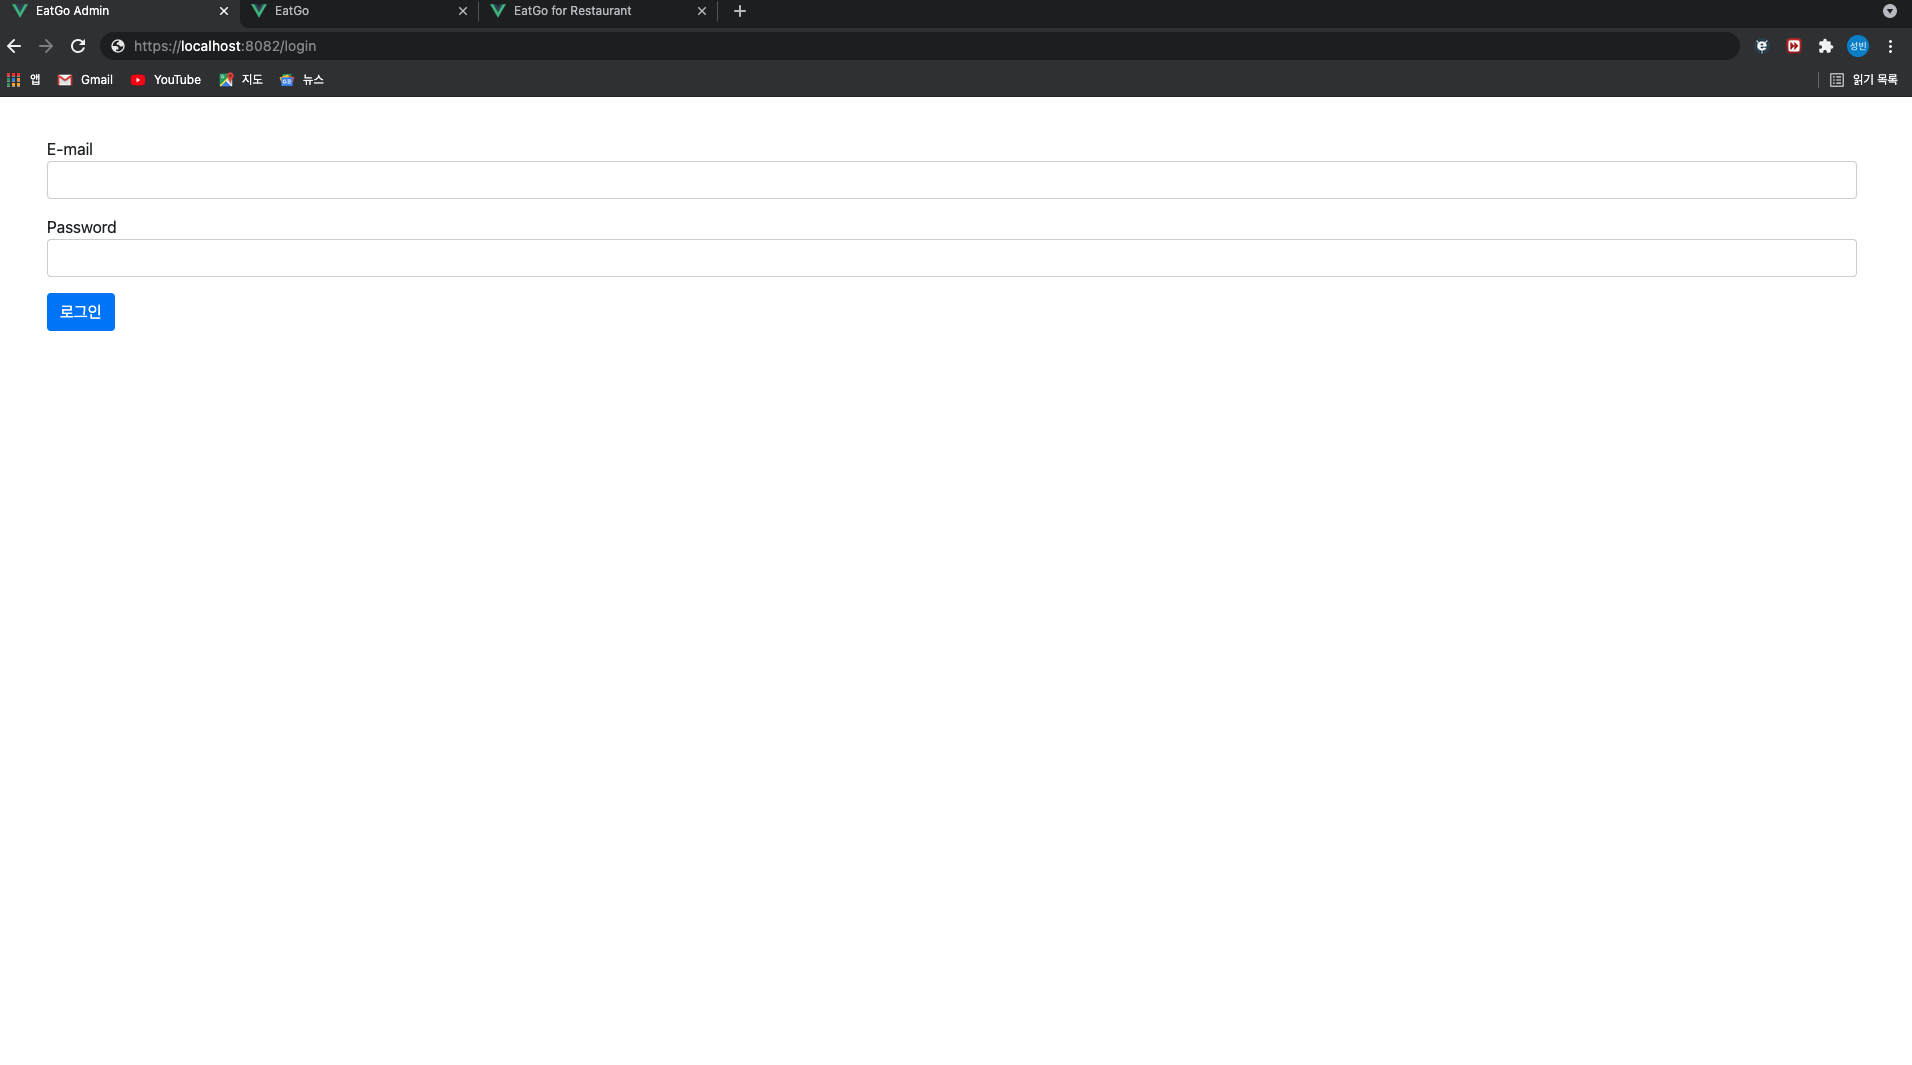 EatGo Admin
EatGo
EatGo for Restaurant
https://localhost:8082/login
성빈
앱
Gmail
YouTube
지도
뉴스
읽기 목록
E-mail
Password
로그인